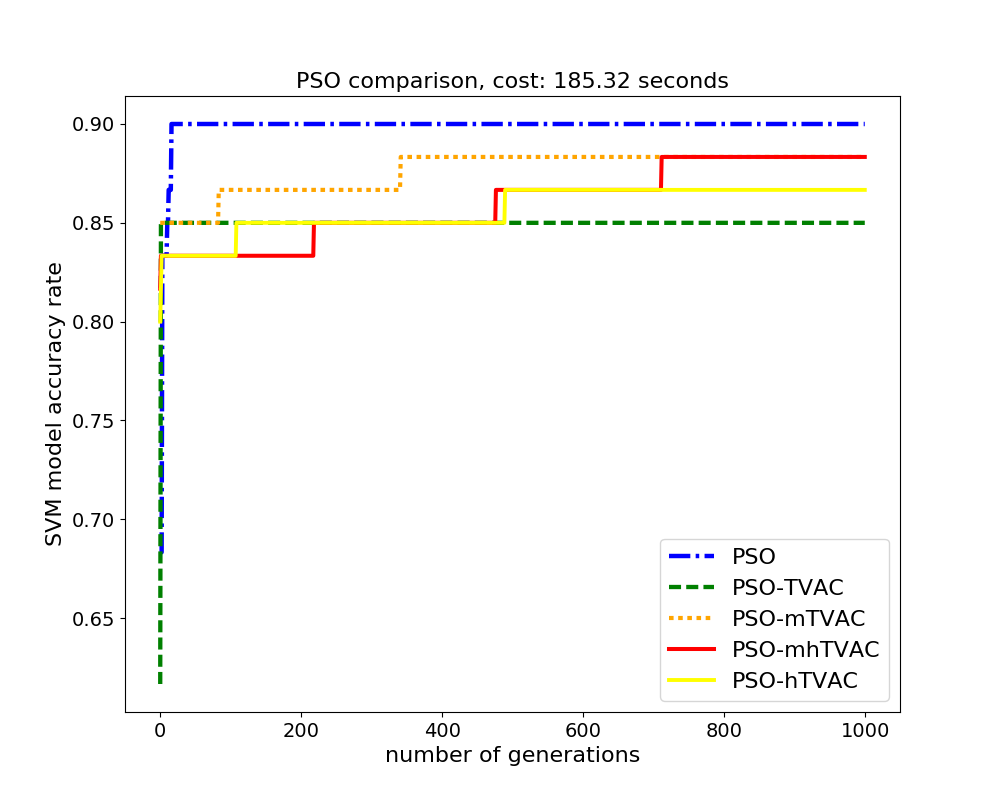 PSO comparison, cost: 185.32 seconds
0.90
0.85
0.80
0.75
0.70
0.65
SVM model accuracy rate
0 200 400 600 800 1000
number of generations
PSO
PSO-TVAC
PSO-mTVAC
PSO-mhTVAC
PSO-hTVAC